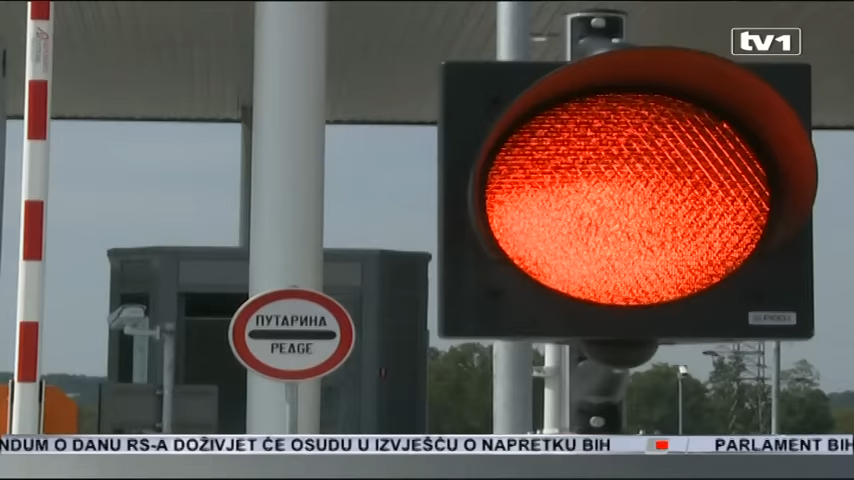 tv1
ПУТАРИНА
PEAGE
NDUM O DANU RS-A DOŽIVJET ĆE OSUDU U IZVJEŠĆU O NAPRETKU BIH PARLAMENT BIH